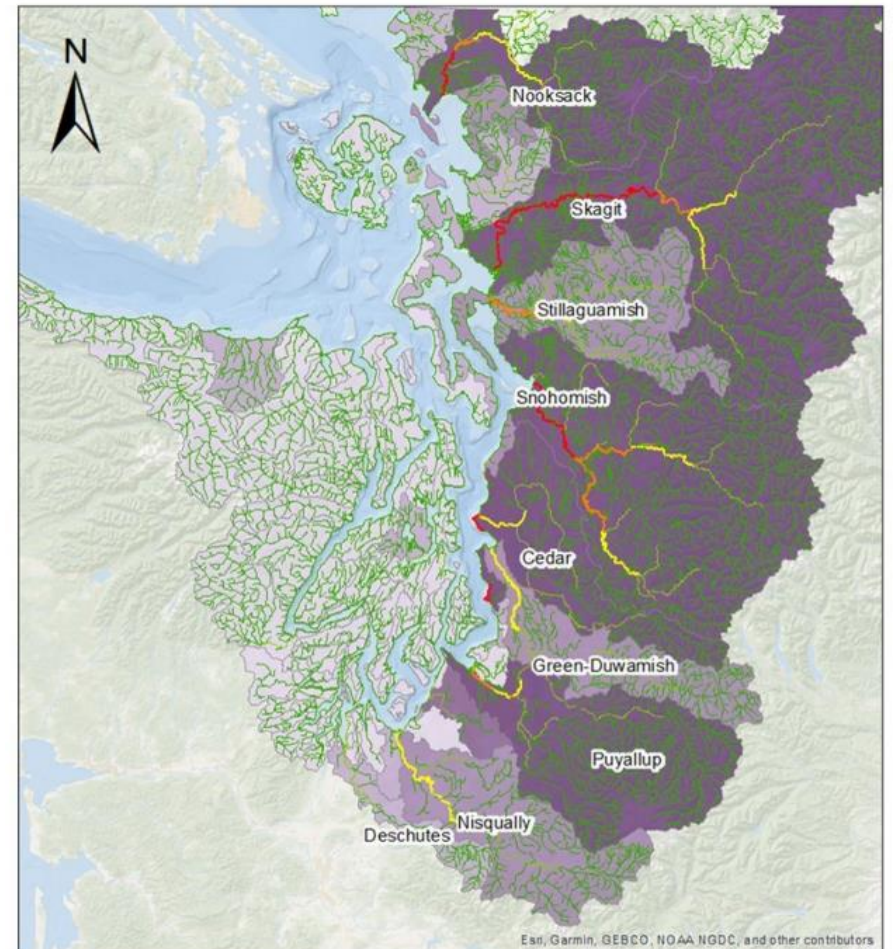 N
Nooksack
Skagit
Stillaguamish
Snohomish
Cedar
Green-Duwamish
Puyallup
Nisqually
Deschutes
Esri, Garmin, GEBCO, NOAA NGDC, and other contributors